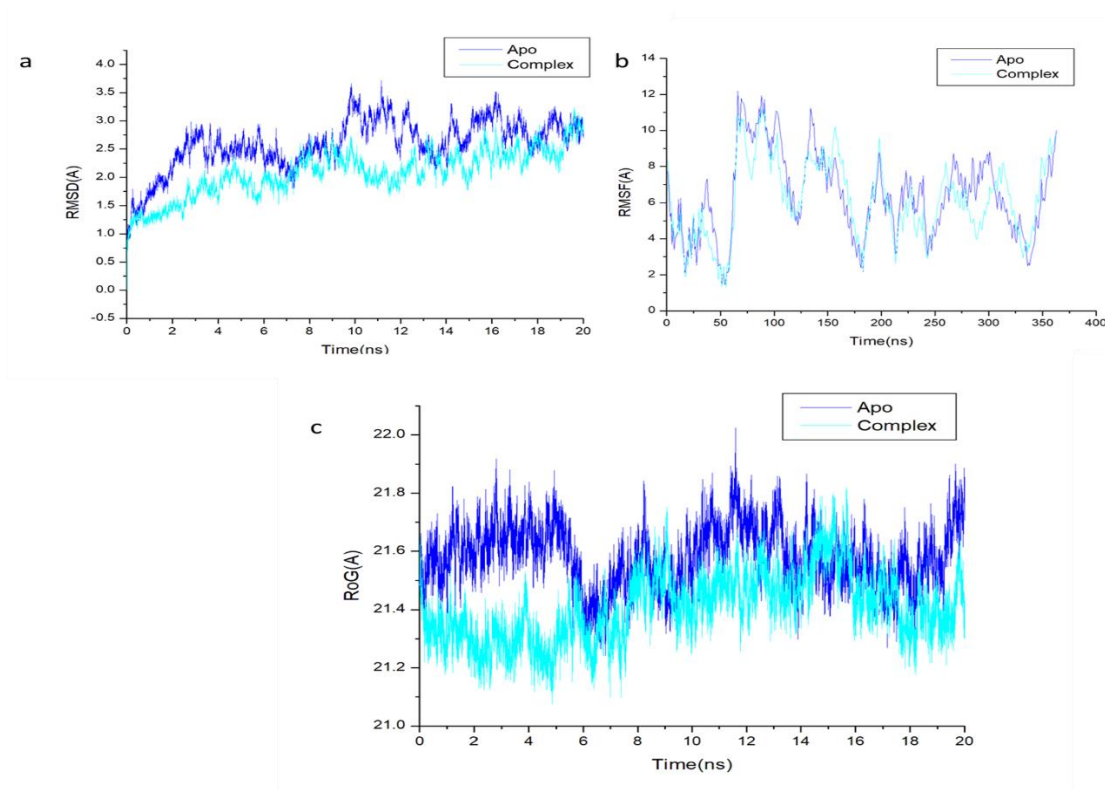 a
Apo
Complex
4.0
3.5
3.0
2.5
2.0
1.5
1.0
0.5
0.0
-0.5
RMSD(A)
0 2 4 6 8 10 12 14 16 18 20
Time(ns)
b
Apo
Complex
14
12
10
8
6
4
2
0
RMSF(A)
0 50 100 150 200 250 300 350 400
Time(ns)
c
Apo
Complex
22.0
21.8
21.6
21.4
21.2
21.0
RoG(A)
0 2 4 6 8 10 12 14 16 18 20
Time(ns)